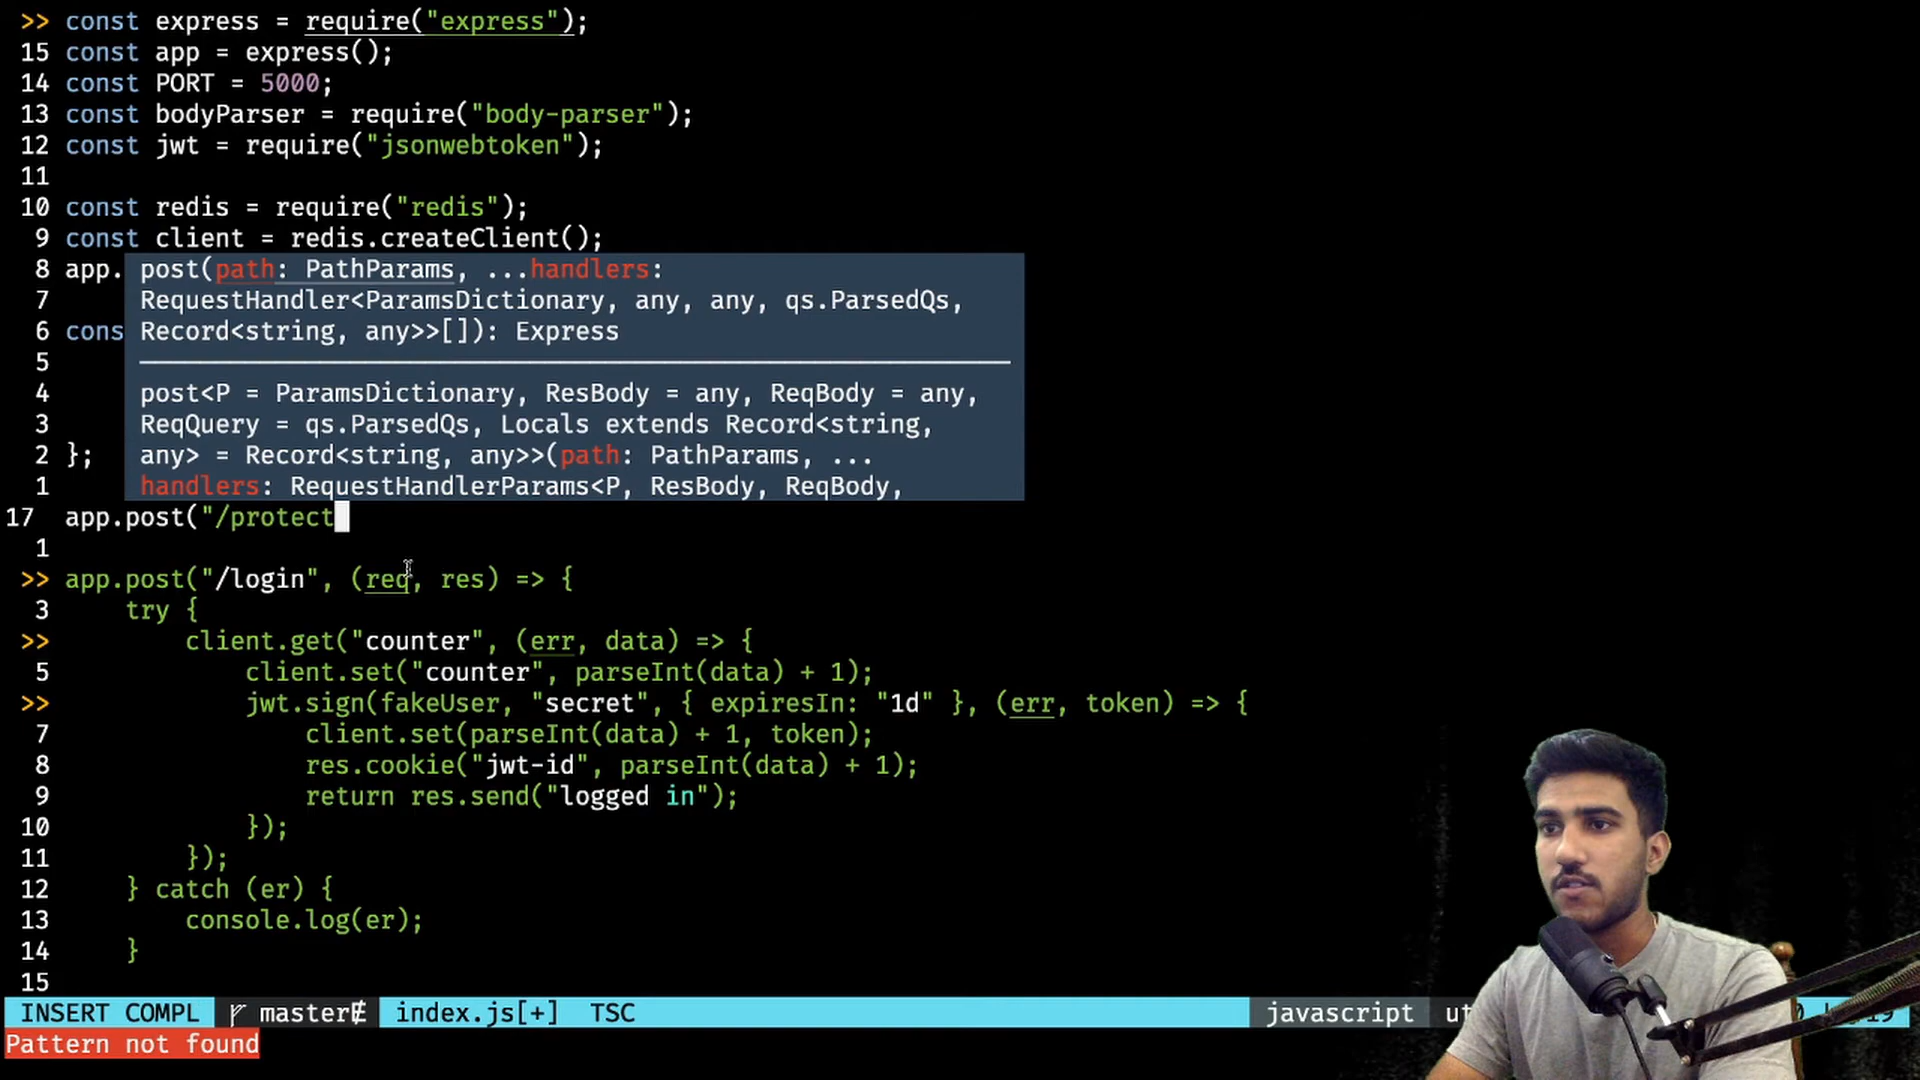 >> const express = require("express");
15 const app = express();
14 const PORT = 5000;
13 const bodyParser = require("body-parser");
12 const jwt = require("jsonwebtoken");
11
10 const redis = require("redis");
9 const client = redis.createClient();
8 app. post(path: PathParams, ...handlers:
7 RequestHandler<ParamsDictionary, any, any, qs.ParsedQs,
6 cons Record<string, any>>[]): Express
5
4 post<P = ParamsDictionary, ResBody = any, ReqBody = any,
3 ReqQuery = qs.ParsedQs, Locals extends Record<string,
2 }; any> = Record<string, any>>(path: PathParams, ...
1 handlers: RequestHandlerParams<P, ResBody, ReqBody,
17 app.post("/protect
1
>> app.post("/login", (req, res) => {
3 try {
>> client.get("counter", (err, data) => {
5 client.set("counter", parseInt(data) + 1);
>> jwt.sign(fakeUser, "secret", { expiresIn: "1d" }, (err, token) => {
7 client.set(parseInt(data) + 1, token);
8 res.cookie("jwt-id", parseInt(data) + 1);
9 return res.send("logged in");
10 });
11 });
12 } catch (er) {
13 console.log(er);
14 }
15
INSERT COMPL master index.js[+] TSC javascript
Pattern not found